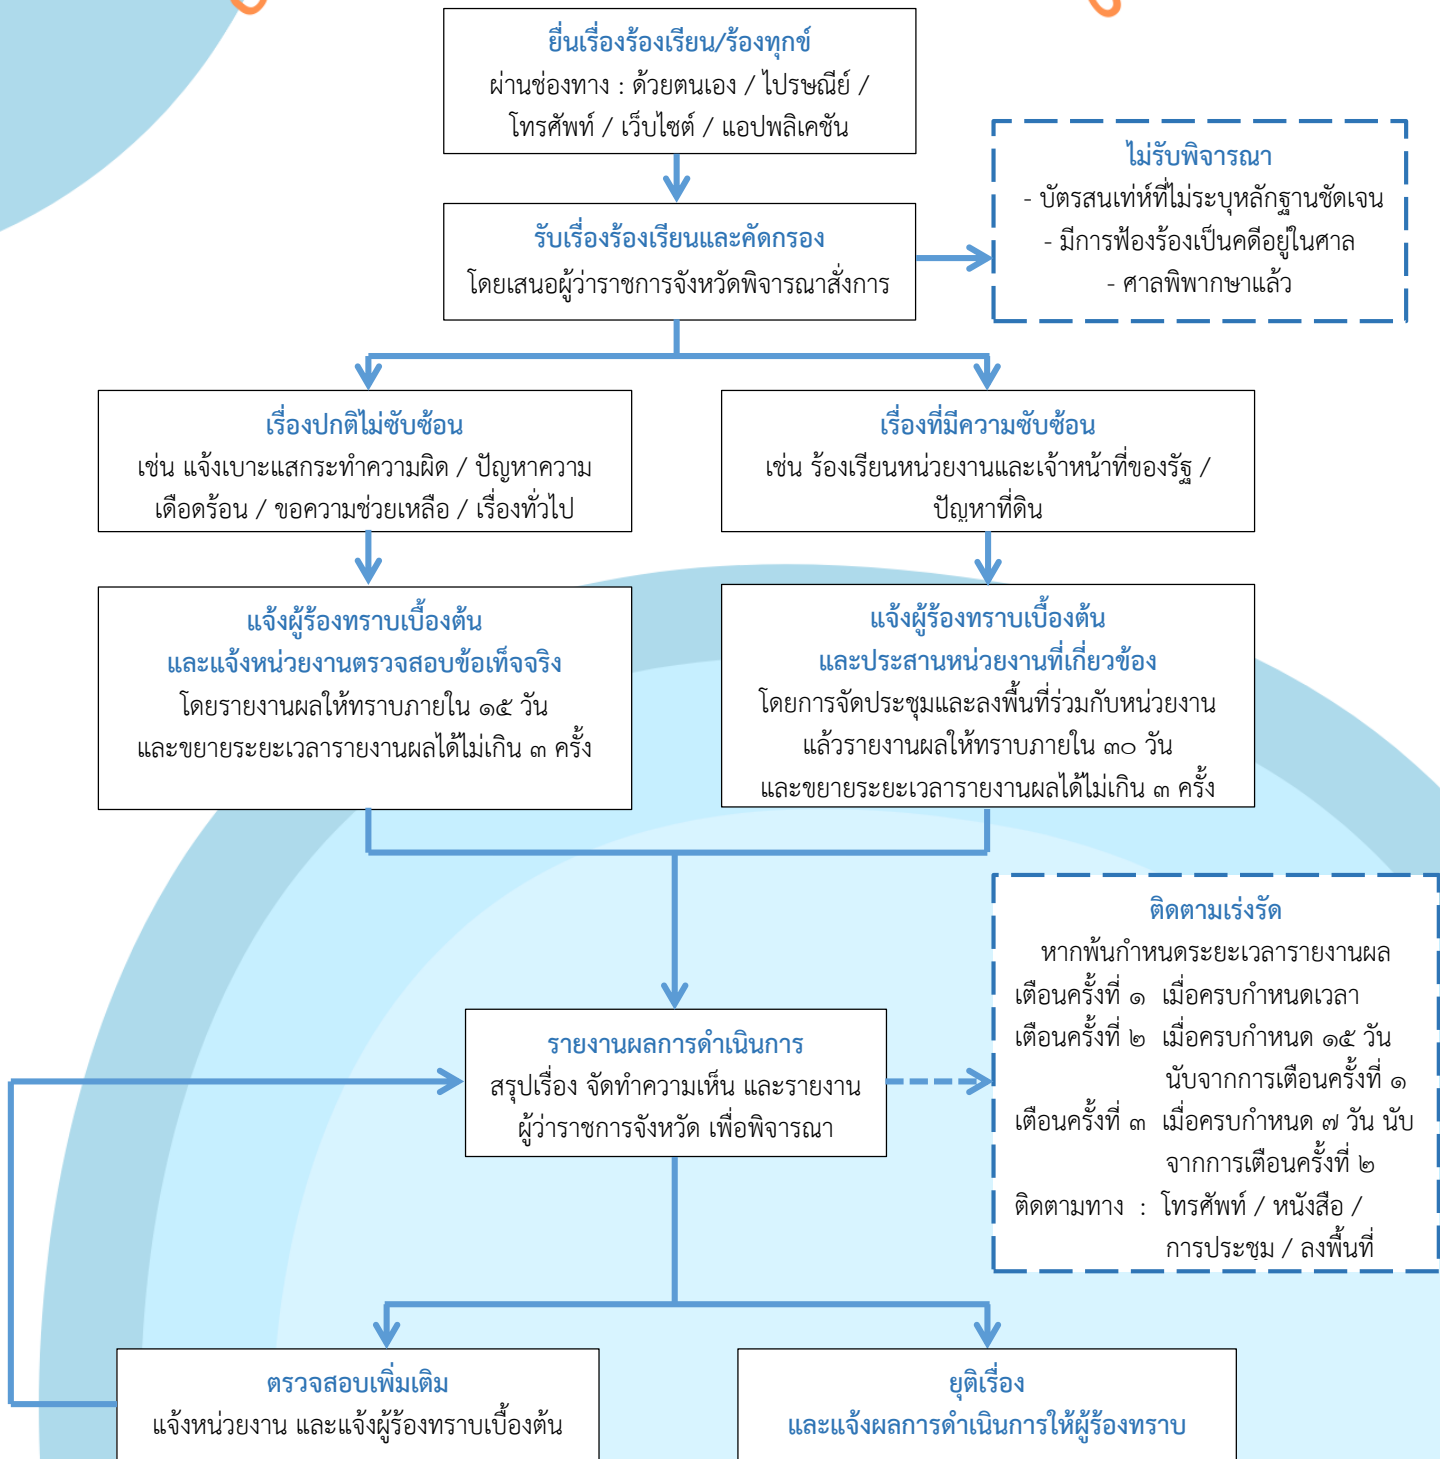 ยื่นเรื่องร้องเรียน/ร้องทุกข์
ผ่านช่องทาง : ด้วยตนเอง / ไปรษณีย์ /
โทรศัพท์ / เว็บไซต์ / แอปพลิเคชัน
ไม่รับพิจารณา
- บัตรสนเท่ห์ที่ไม่ระบุหลักฐานชัดเจน
- มีการฟ้องร้องเป็นคดีอยู่ในศาล
- ศาลพิพากษาแล้ว
รับเรื่องร้องเรียนและคัดกรอง
โดยเสนอผู้ว่าราชการจังหวัดพิจารณาสั่งการ
เรื่องปกติไม่ซับซ้อน
เช่น แจ้งเบาะแสกระทำความผิด / ปัญหาความ
เดือดร้อน / ขอความช่วยเหลือ / เรื่องทั่วไป
เรื่องที่มีความซับซ้อน
เช่น ร้องเรียนหน่วยงานและเจ้าหน้าที่ของรัฐ /
ปัญหาที่ดิน
แจ้งผู้ร้องทราบเบื้องต้น
และแจ้งหน่วยงานตรวจสอบข้อเท็จจริง
โดยรายงานผลให้ทราบภายใน ๑๕ วัน
และขยายระยะเวลารายงานผลได้ไม่เกิน ๓ ครั้ง
แจ้งผู้ร้องทราบเบื้องต้น
และประสานหน่วยงานที่เกี่ยวข้อง
โดยการจัดประชุมและลงพื้นที่ร่วมกับหน่วยงาน
แล้วรายงานผลให้ทราบภายใน ๓๐ วัน
และขยายระยะเวลารายงานผลได้ไม่เกิน ๓ ครั้ง
ติดตามเร่งรัด
หากพ้นกำหนดระยะเวลารายงานผล
เตือนครั้งที่ ๑ เมื่อครบกำหนดเวลา
เตือนครั้งที่ ๒ เมื่อครบกำหนด ๑๕ วัน
นับจากการเตือนครั้งที่ ๑
เตือนครั้งที่ ๓ เมื่อครบกำหนด ๗ วัน นับ
จากการเตือนครั้งที่ ๒
ติดตามทาง : โทรศัพท์ / หนังสือ /
การประชุม / ลงพื้นที่
รายงานผลการดำเนินการ
สรุปเรื่อง จัดทำความเห็น และรายงาน
ผู้ว่าราชการจังหวัด เพื่อพิจารณา
ตรวจสอบเพิ่มเติม
แจ้งหน่วยงาน และแจ้งผู้ร้องทราบเบื้องต้น
ยุติเรื่อง
และแจ้งผลการดำเนินการให้ผู้ร้องทราบ